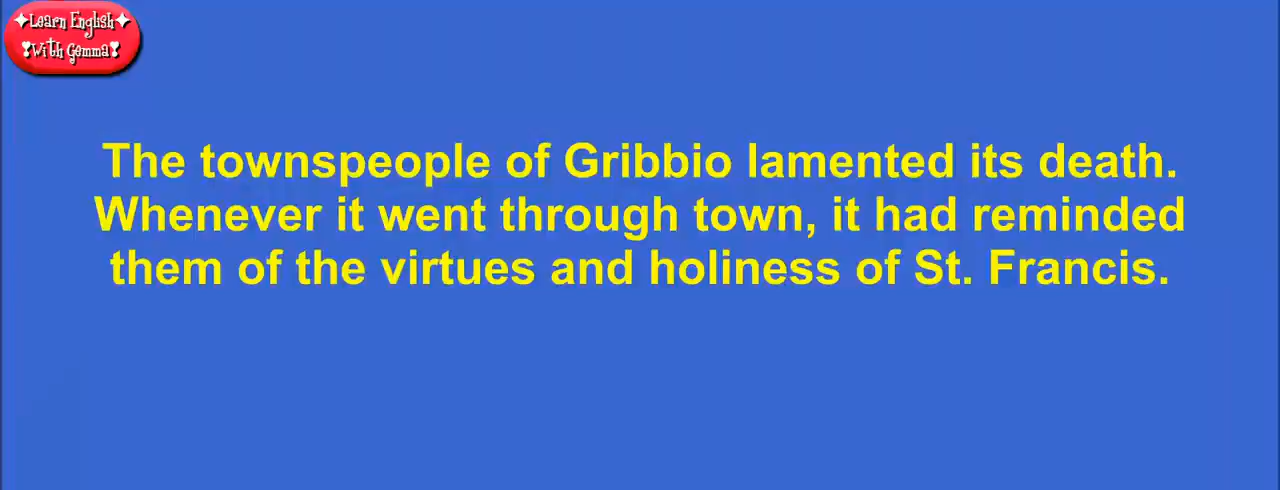 ✦Learn English✦
❣With Gemma❣
The townspeople of Gribbio lamented its death.
Whenever it went through town, it had reminded
them of the virtues and holiness of St. Francis.